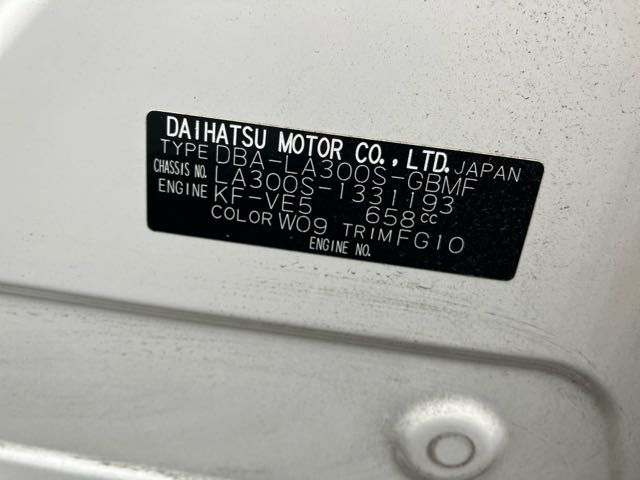 DAIHATSU MOTOR CO.,LTD. JAPAN
TYPE DBA-LA300S-GBMF
CHASSIS NO. LA300S-1331193
ENGINE KF-VE5 658cc
COLOR W09 TRIM FG10
ENGINE NO.